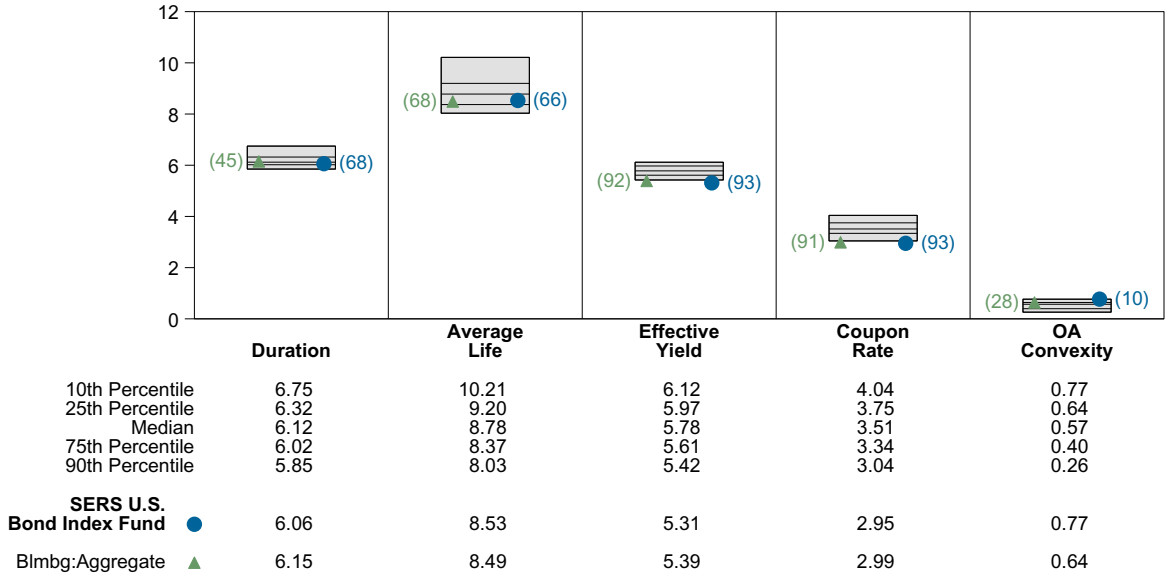 12
10
8
6
4
2
0
(45) (68)
(68) (66)
(92) (93)
(91) (93)
(28) (10)
Duration Average Life Effective Yield Coupon Rate OA Convexity
10th Percentile 6.75 10.21 6.12 4.04 0.77
25th Percentile 6.32 9.20 5.97 3.75 0.64
Median 6.12 8.78 5.78 3.51 0.57
75th Percentile 6.02 8.37 5.61 3.34 0.40
90th Percentile 5.85 8.03 5.42 3.04 0.26
SERS U.S.
Bond Index Fund 6.06 8.53 5.31 2.95 0.77
Blmbg:Aggregate 6.15 8.49 5.39 2.99 0.64